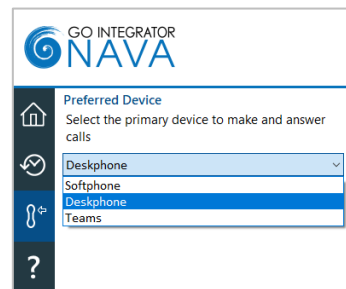 GO INTEGRATOR
NAVA
Preferred Device
Select the primary device to make and answer
calls
Deskphone
Softphone
Deskphone
Teams
?